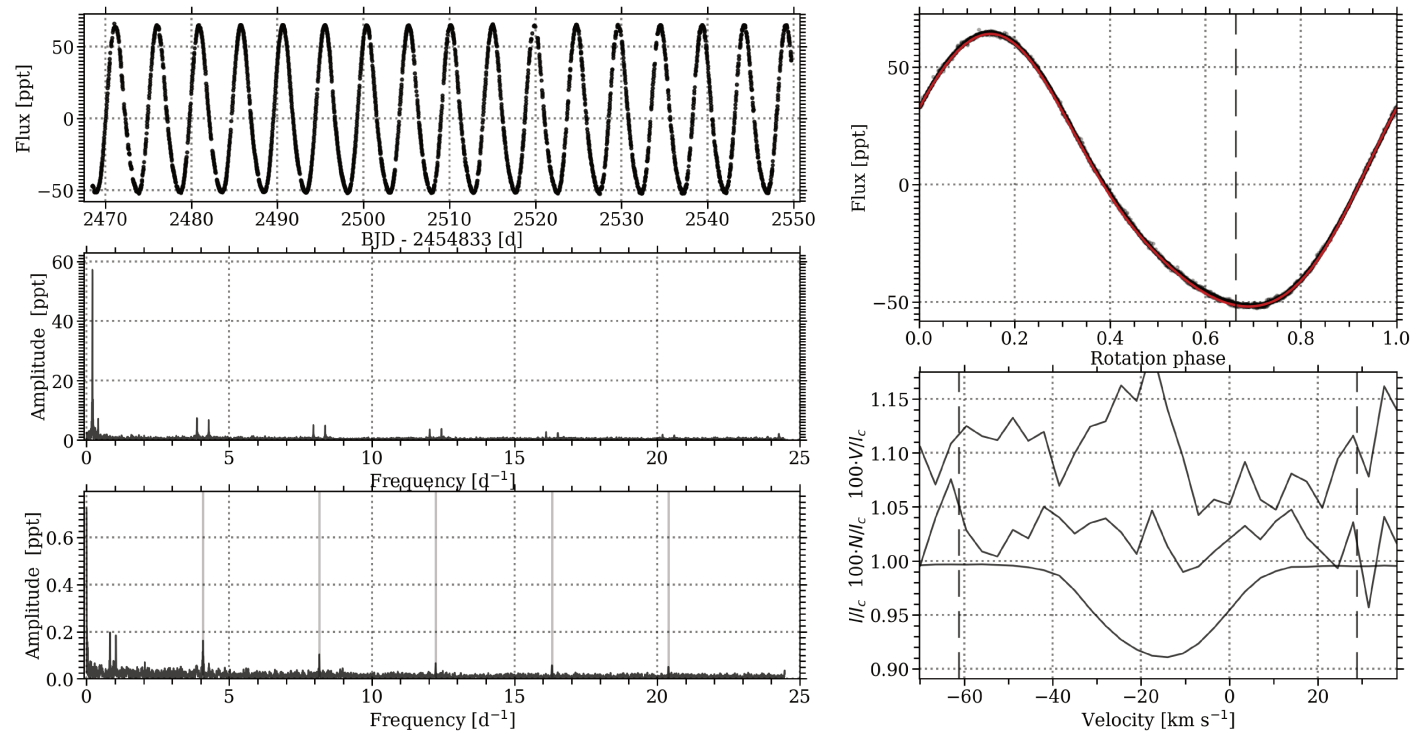 Flux [ppt]
50
0
−50
2470 2480 2490 2500 2510 2520 2530 2540 2550
BJD - 2454833 [d]
Amplitude [ppt]
60
40
20
0
0 5 10 15 20 25
Frequency [d⁻¹]
Amplitude [ppt]
0.6
0.4
0.2
0.0
0 5 10 15 20 25
Frequency [d⁻¹]
Flux [ppt]
50
0
−50
0.0 0.2 0.4 0.6 0.8 1.0
Rotation phase
I/I_c 100·N/I_c 100·V/I_c
1.15
1.10
1.05
1.00
0.95
0.90
−60 −40 −20 0 20
Velocity [km s⁻¹]